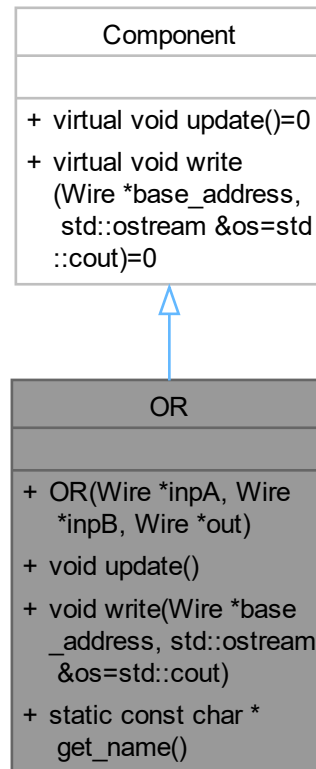 Component
+ virtual void update()=0
+ virtual void write
(Wire *base_address,
std::ostream &os=std
::cout)=0
OR
+ OR(Wire *inpA, Wire
*inpB, Wire *out)
+ void update()
+ void write(Wire *base
_address, std::ostream
&os=std::cout)
+ static const char *
get_name()